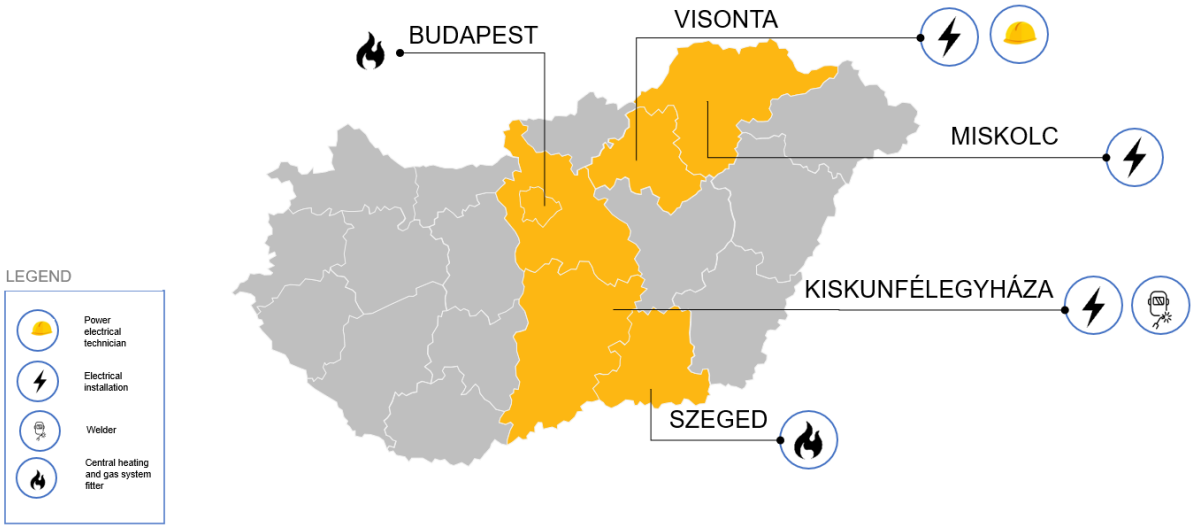 VISONTA
BUDAPEST
MISKOLC
LEGEND
KISKUNFÉLEGYHÁZA
Power
electrical
technician
Electrical
installation
SZEGED
Welder
Central heating
and gas system
fitter